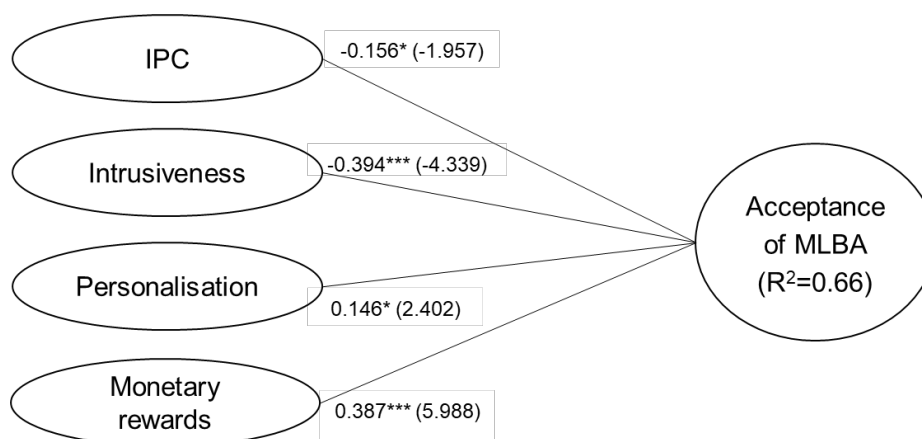 IPC
-0.156* (-1.957)
Intrusiveness
-0.394*** (-4.339)
Personalisation
0.146* (2.402)
Monetary
rewards
0.387*** (5.988)
Acceptance
of MLBA
(R²=0.66)